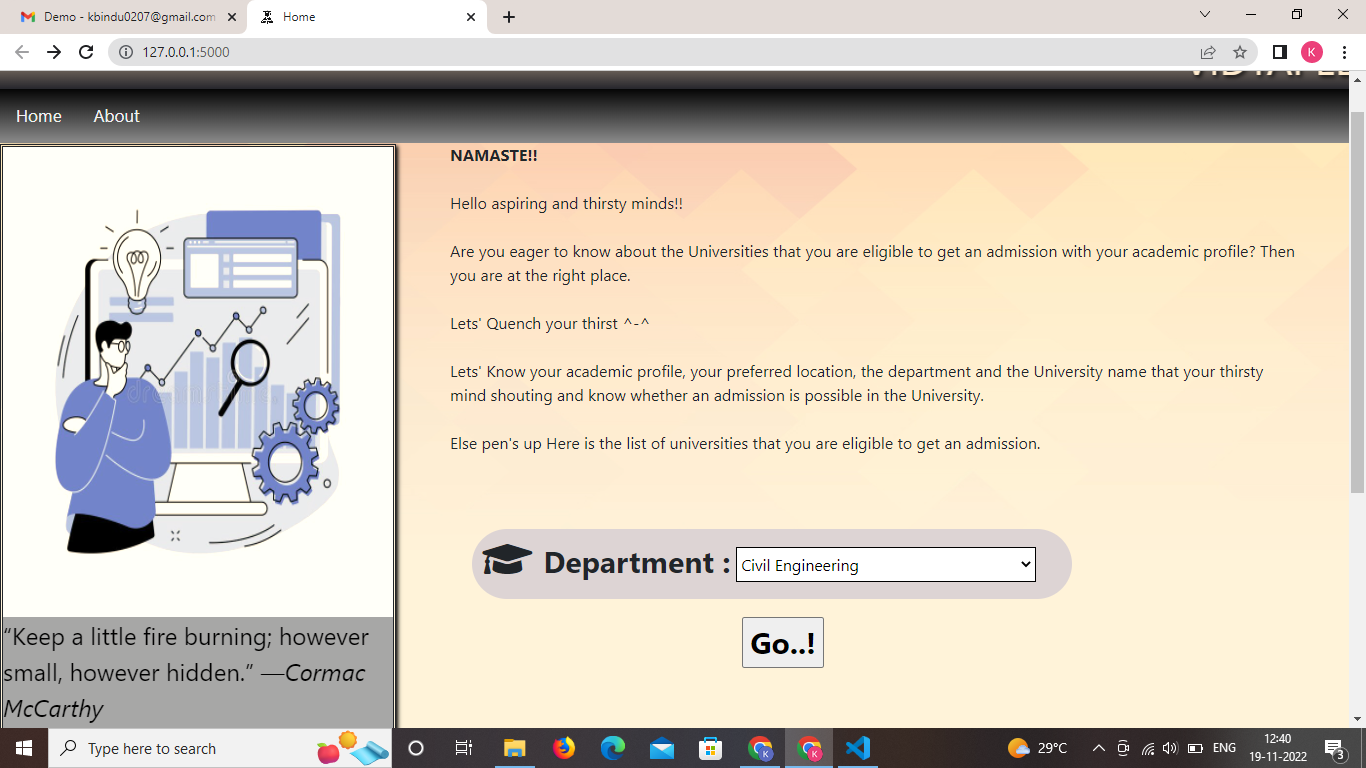 Demo - kbindu0207@gmail.com
Home
127.0.0.1:5000
K
Home
About
NAMASTE!!
Hello aspiring and thirsty minds!!
Are you eager to know about the Universities that you are eligible to get an admission with your academic profile? Then
you are at the right place.
Lets' Quench your thirst ^-^
Lets' Know your academic profile, your preferred location, the department and the University name that your thirsty
mind shouting and know whether an admission is possible in the University.
Else pen's up Here is the list of universities that you are eligible to get an admission.
Department :
Civil Engineering
Go..!
“Keep a little fire burning; however
small, however hidden.” —Cormac
McCarthy
Type here to search
29°C
ENG
12:40
19-11-2022
3